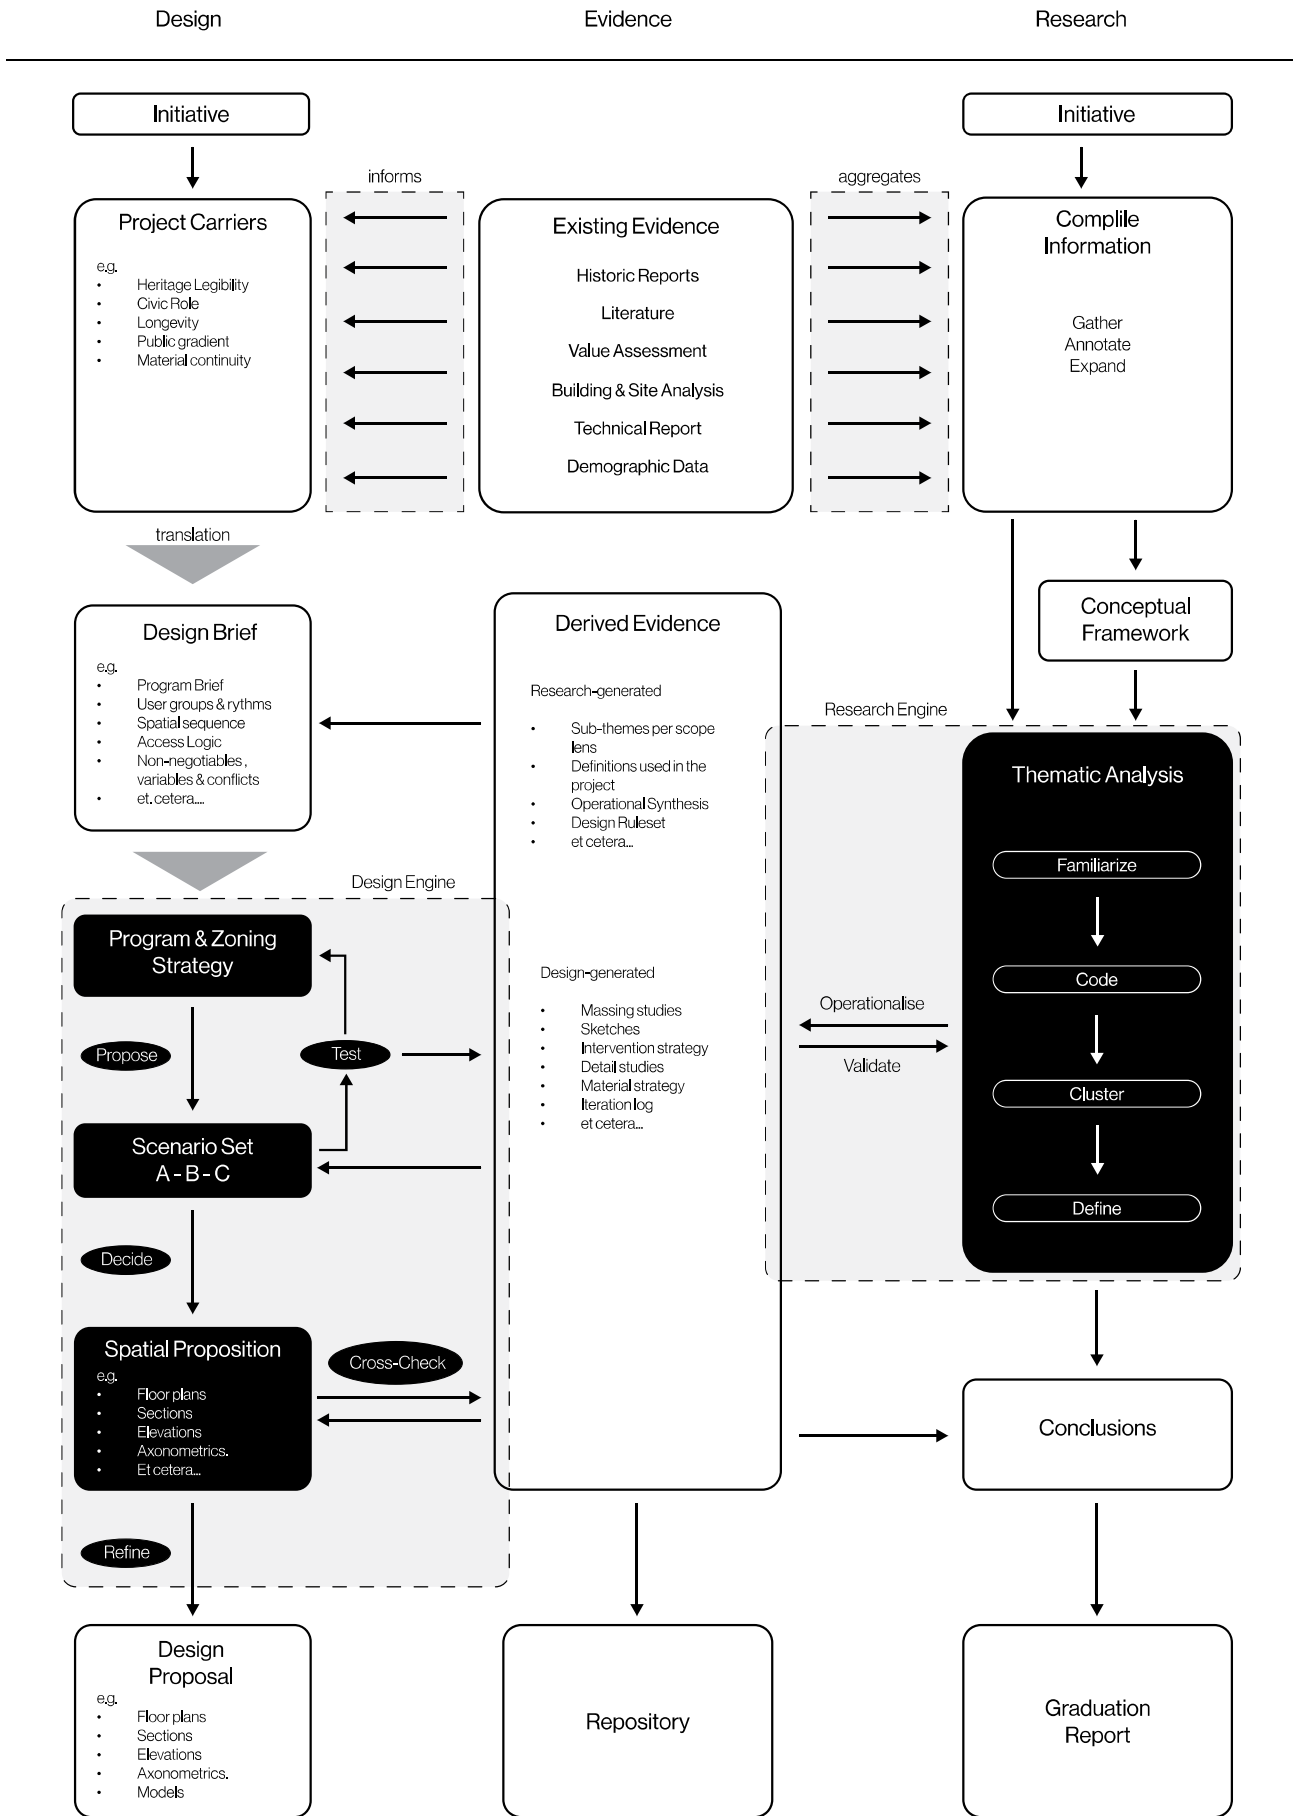 Design
Evidence
Research
Initiative
Initiative
informs
aggregates
Project Carriers
e.g.
• Heritage Legibility
• Civic Role
• Longevity
• Public gradient
• Material continuity
Existing Evidence
Historic Reports
Literature
Value Assessment
Building & Site Analysis
Technical Report
Demographic Data
Complile
Information
Gather
Annotate
Expand
translation
Conceptual
Framework
Design Brief
e.g.
• Program Brief
• User groups & rythms
• Spatial sequence
• Access Logic
• Non-negotiables ,
variables & conflicts
• et. cetera....
Derived Evidence
Research-generated
• Sub-themes per scope
lens
• Definitions used in the
project
• Operational Synthesis
• Design Ruleset
• et cetera...
Design-generated
• Massing studies
• Sketches
• Intervention strategy
• Detail studies
• Material strategy
• Iteration log
• et cetera...
Research Engine
Thematic Analysis
Familiarize
Code
Cluster
Define
Operationalise
Validate
Design Engine
Program & Zoning
Strategy
Propose
Test
Scenario Set
A - B - C
Decide
Spatial Proposition
e.g.
• Floor plans
• Sections
• Elevations
• Axonometrics.
• Et cetera...
Cross-Check
Conclusions
Refine
Design
Proposal
e.g.
• Floor plans
• Sections
• Elevations
• Axonometrics.
• Models
Repository
Graduation
Report